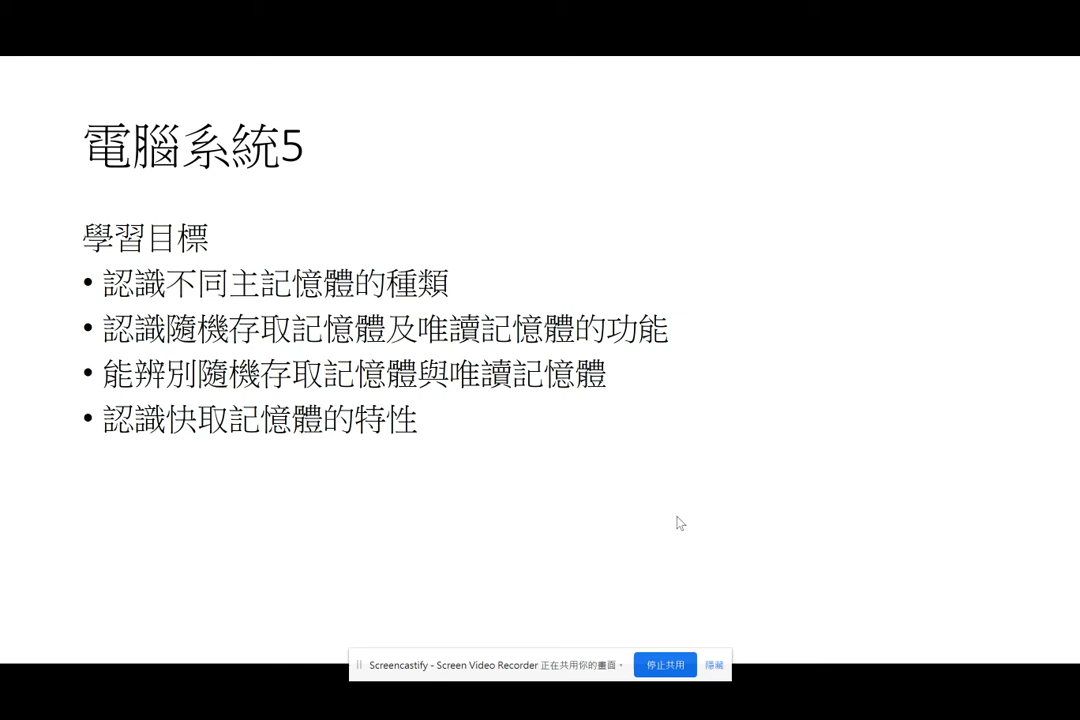 電腦系統5
學習目標
• 認識不同主記憶體的種類
• 認識隨機存取記憶體及唯讀記憶體的功能
• 能辨別隨機存取記憶體與唯讀記憶體
• 認識快取記憶體的特性
Screencastify - Screen Video Recorder 正在共用你的畫面。 停止共用 隱藏